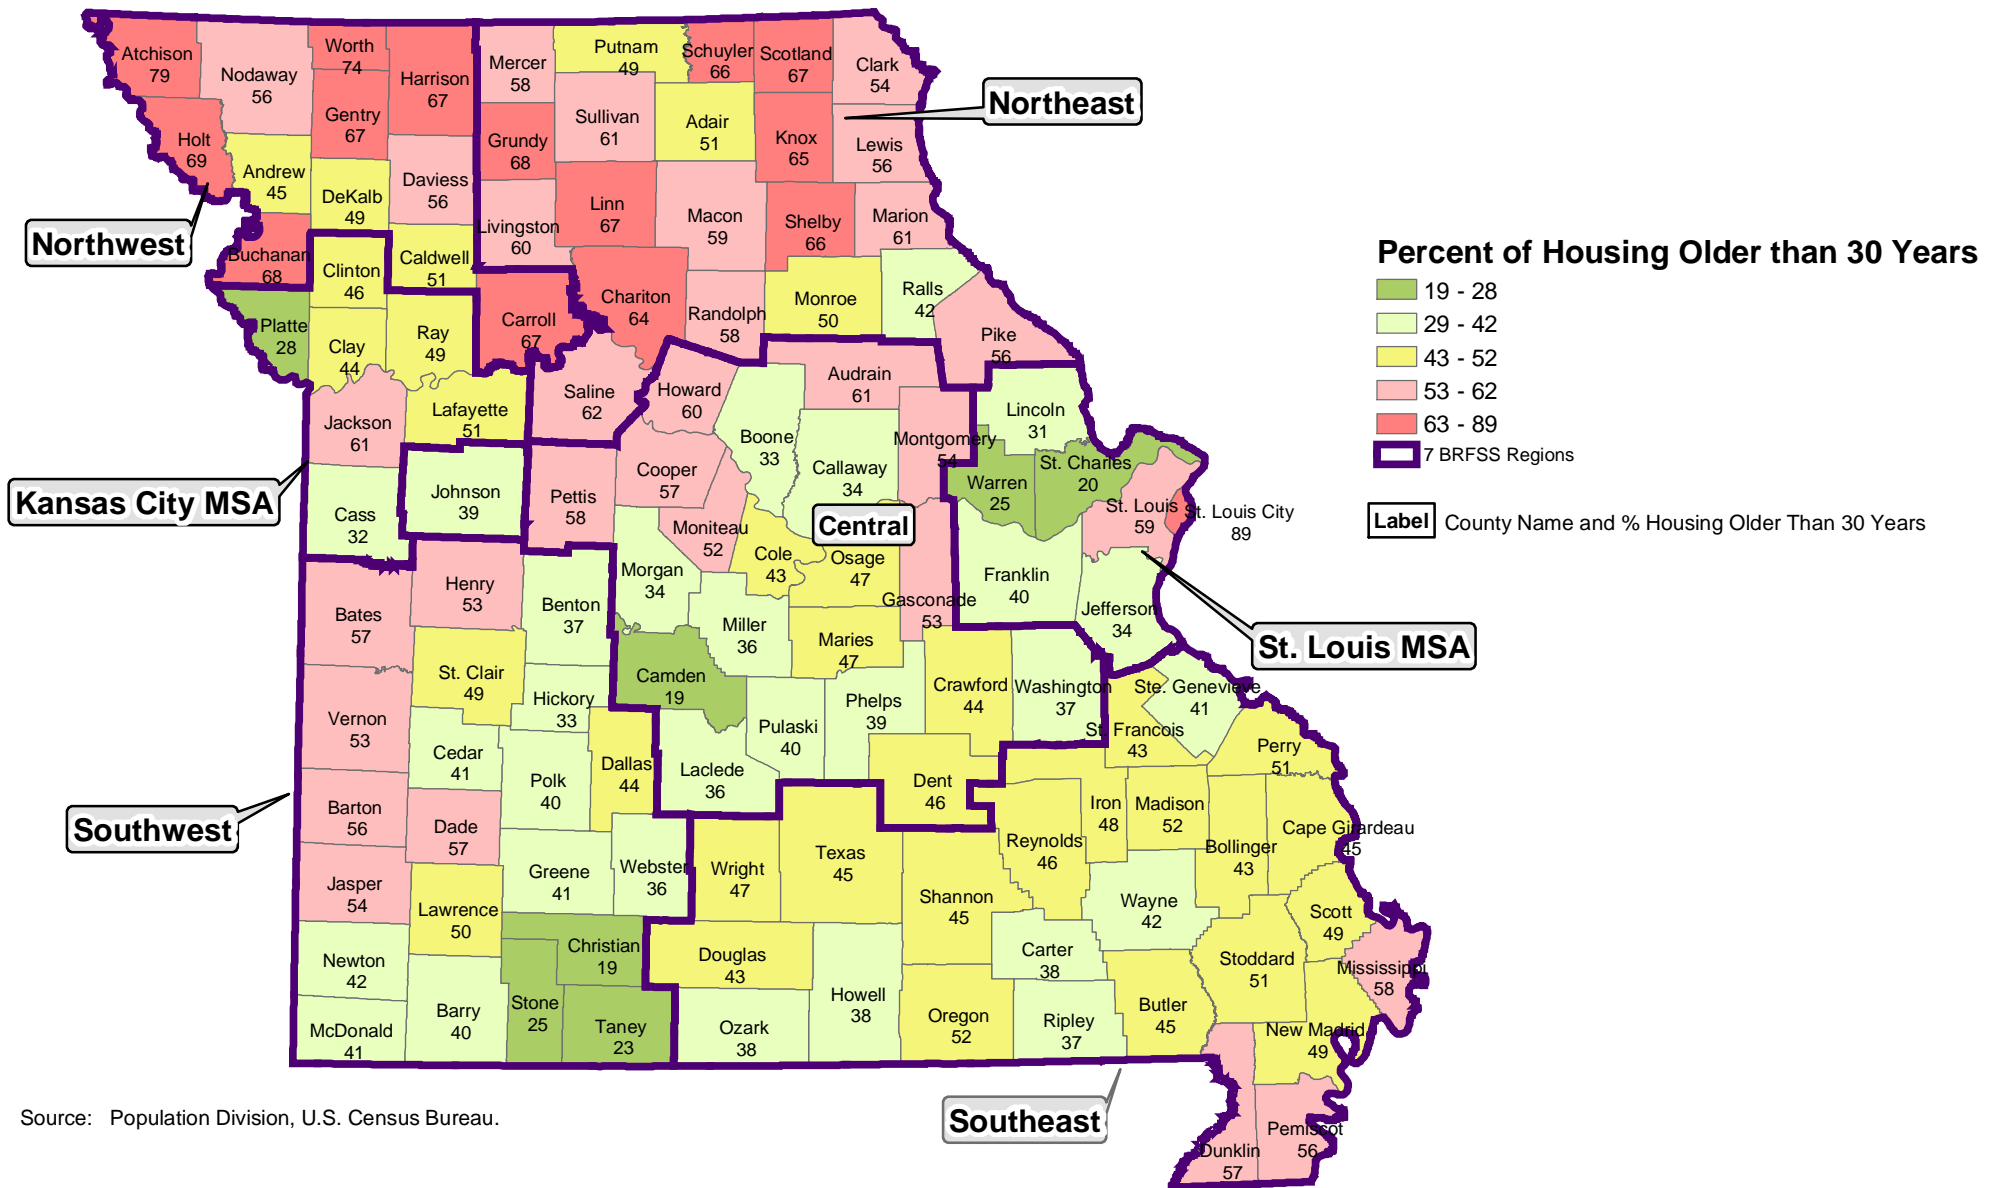 Atchison
79
Nodaway
56
Worth
74
Harrison
67
Mercer
58
Putnam
49
Schuyler
66
Scotland
67
Clark
54
Northeast
Gentry
67
Holt
69
Andrew
45
DeKalb
49
Daviess
56
Grundy
68
Sullivan
61
Adair
51
Knox
65
Lewis
56
Northwest
Buchanan
68
Clinton
46
Caldwell
51
Livingston
60
Linn
67
Macon
59
Shelby
66
Marion
61
Platte
28
Clay
44
Ray
49
Carroll
67
Chariton
64
Randolph
58
Monroe
50
Ralls
42
Pike
56
Percent of Housing Older than 30 Years
19 - 28
29 - 42
43 - 52
53 - 62
63 - 89
7 BRFSS Regions
Label County Name and % Housing Older Than 30 Years
Jackson
61
Lafayette
51
Saline
62
Howard
60
Audrain
61
Boone
33
Callaway
34
Montgomery
54
Lincoln
31
Warren
25
St. Charles
20
St. Louis
59
St. Louis City
89
Kansas City MSA
Cass
32
Johnson
39
Pettis
58
Cooper
57
Moniteau
52
Central
Cole
43
Osage
47
Gasconade
53
Franklin
40
Jefferson
34
St. Louis MSA
Bates
57
Henry
53
Benton
37
Morgan
34
Miller
36
Maries
47
St. Clair
49
Hickory
33
Camden
19
Pulaski
40
Phelps
39
Crawford
44
Washington
37
Ste. Genevieve
41
St. Francois
43
Perry
51
Vernon
53
Cedar
41
Polk
40
Dallas
44
Laclede
36
Dent
46
Iron
48
Madison
52
Cape Girardeau
45
Southwest
Barton
56
Dade
57
Greene
41
Webster
36
Wright
47
Texas
45
Reynolds
46
Bollinger
43
Jasper
54
Lawrence
50
Christian
19
Douglas
43
Shannon
45
Wayne
42
Scott
49
Newton
42
Barry
40
Stone
25
Taney
23
Ozark
38
Howell
38
Oregon
52
Carter
38
Ripley
37
Butler
45
Stoddard
51
Mississippi
58
McDonald
41
New Madrid
49
Southeast
Dunklin
57
Pemiscot
56
Source: Population Division, U.S. Census Bureau.